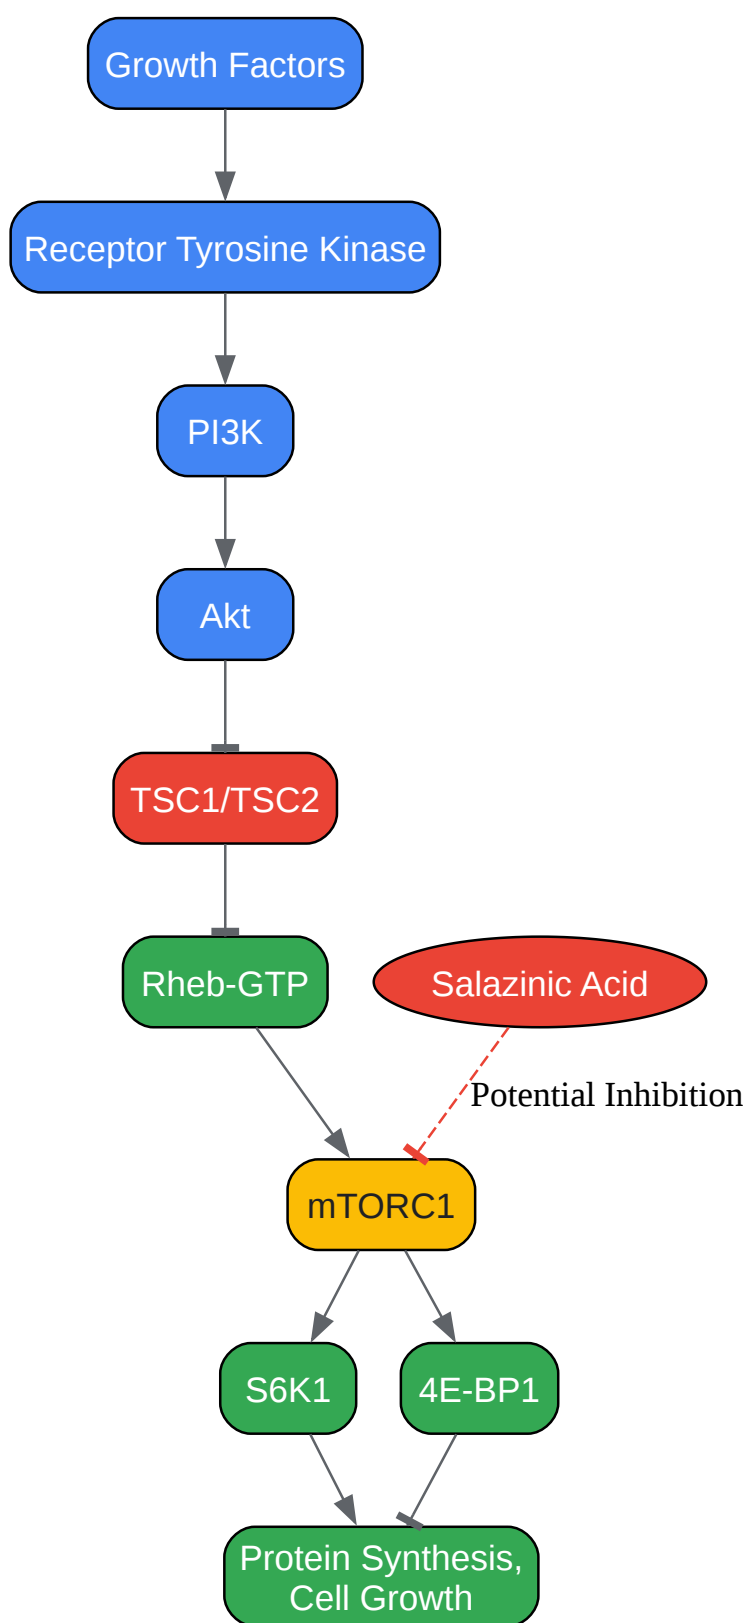 Growth Factors
Receptor Tyrosine Kinase
PI3K
Akt
TSC1/TSC2
Rheb-GTP
Salazinic Acid
Potential Inhibition
mTORC1
S6K1
4E-BP1
Protein Synthesis,
Cell Growth